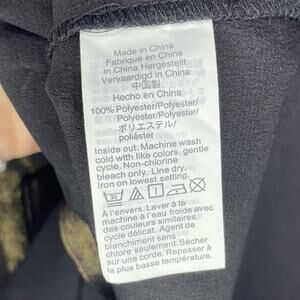 Made in China
Fabriqué en Chine
in China Hergestellt
Vervaardigd in China
中国製
Hecho en China
100% Polyester/Polyester/
Polyester/Polyester/
ポリエステル/
poliéster
Inside out. Machine wash
cold with like colors. gentle
cycle. Non-chlorine
bleach only. Line dry.
Iron on lowest setting.
30
À l'envers. Laver à la
machine à l'eau froide avec
des couleurs similaires,
cycle délicat. Agent de
blanchiment sans
chlore seulement. Sécher
sur corde. Repassage à la
plus basse température.